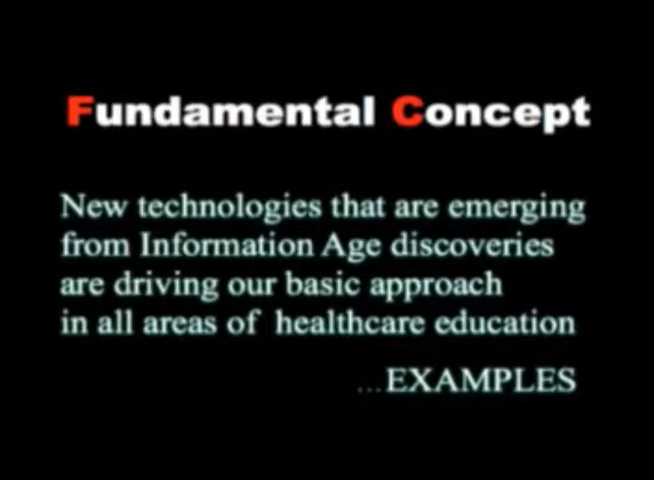 Fundamental Concept
New technologies that are emerging
from Information Age discoveries
are driving our basic approach
in all areas of healthcare education
...EXAMPLES